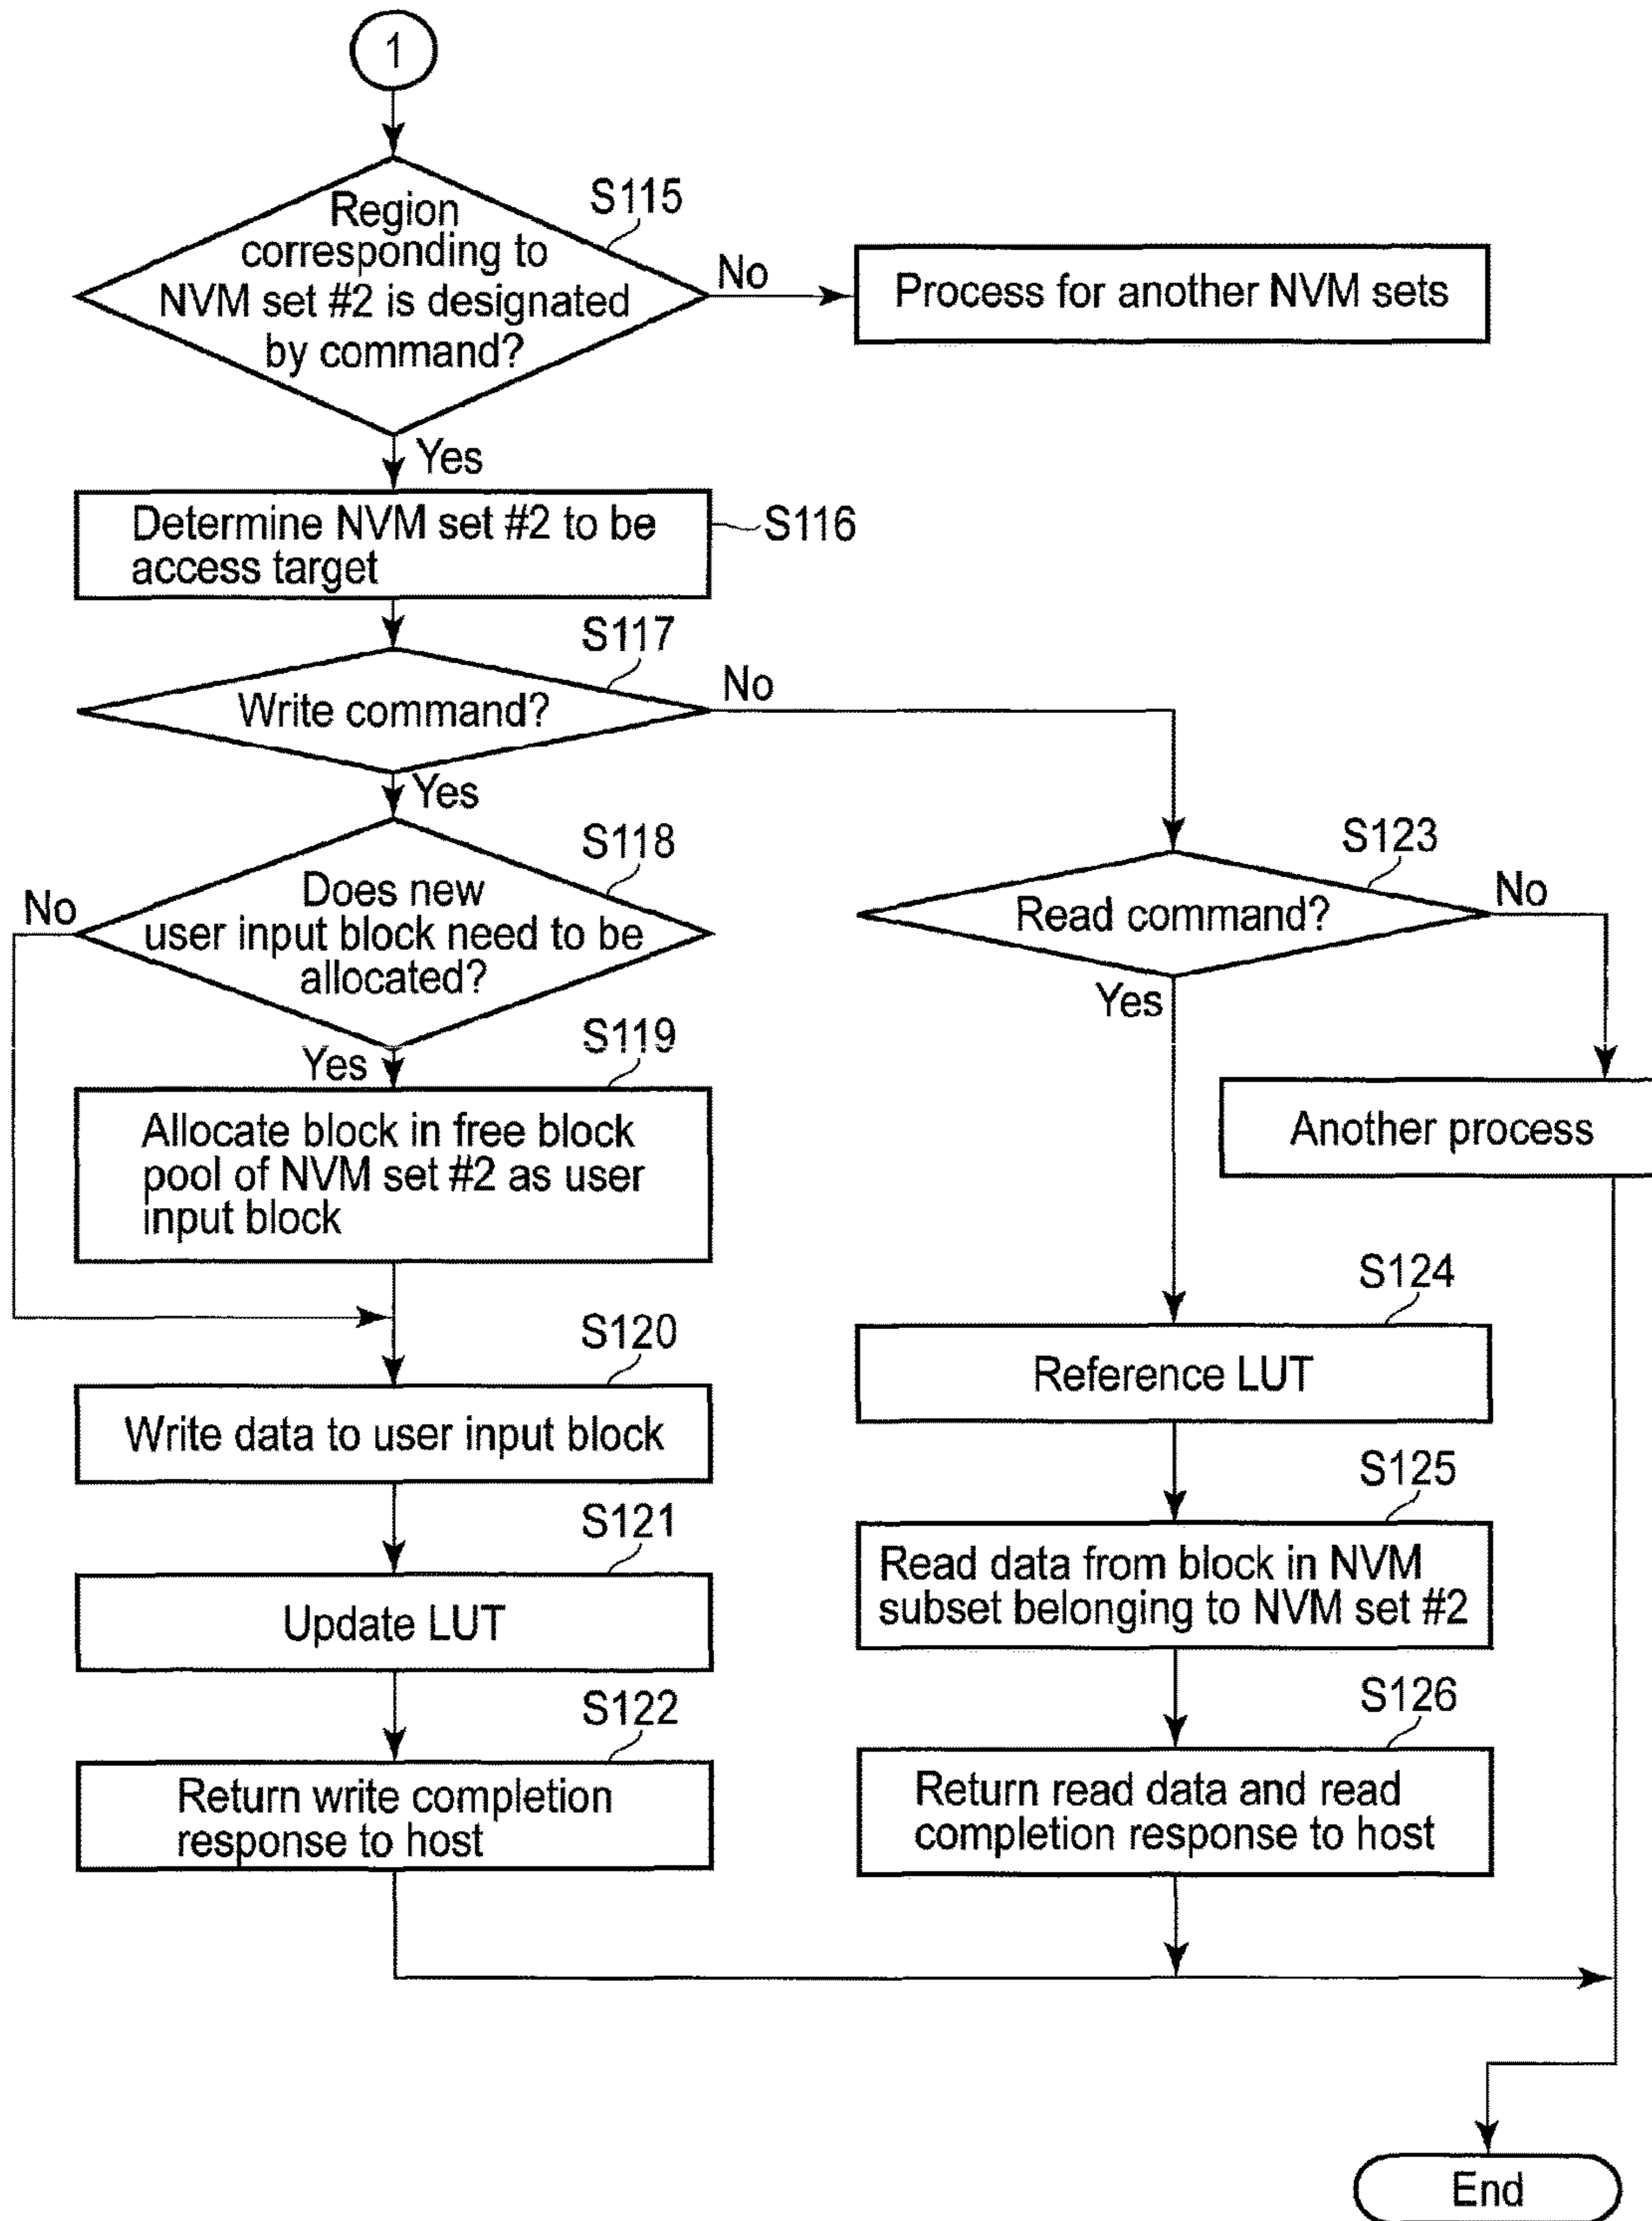 1
Region
corresponding to
NVM set #2 is designated
by command?
S115
No
Process for another NVM sets
Yes
Determine NVM set #2 to be
access target
S116
S117
Write command?
No
Yes
S118
Does new
user input block need to be
allocated?
No
Yes
S119
Allocate block in free block
pool of NVM set #2 as user
input block
S120
Write data to user input block
S121
Update LUT
S122
Return write completion
response to host
S123
Read command?
No
Yes
Another process
S124
Reference LUT
S125
Read data from block in NVM
subset belonging to NVM set #2
S126
Return read data and read
completion response to host
End